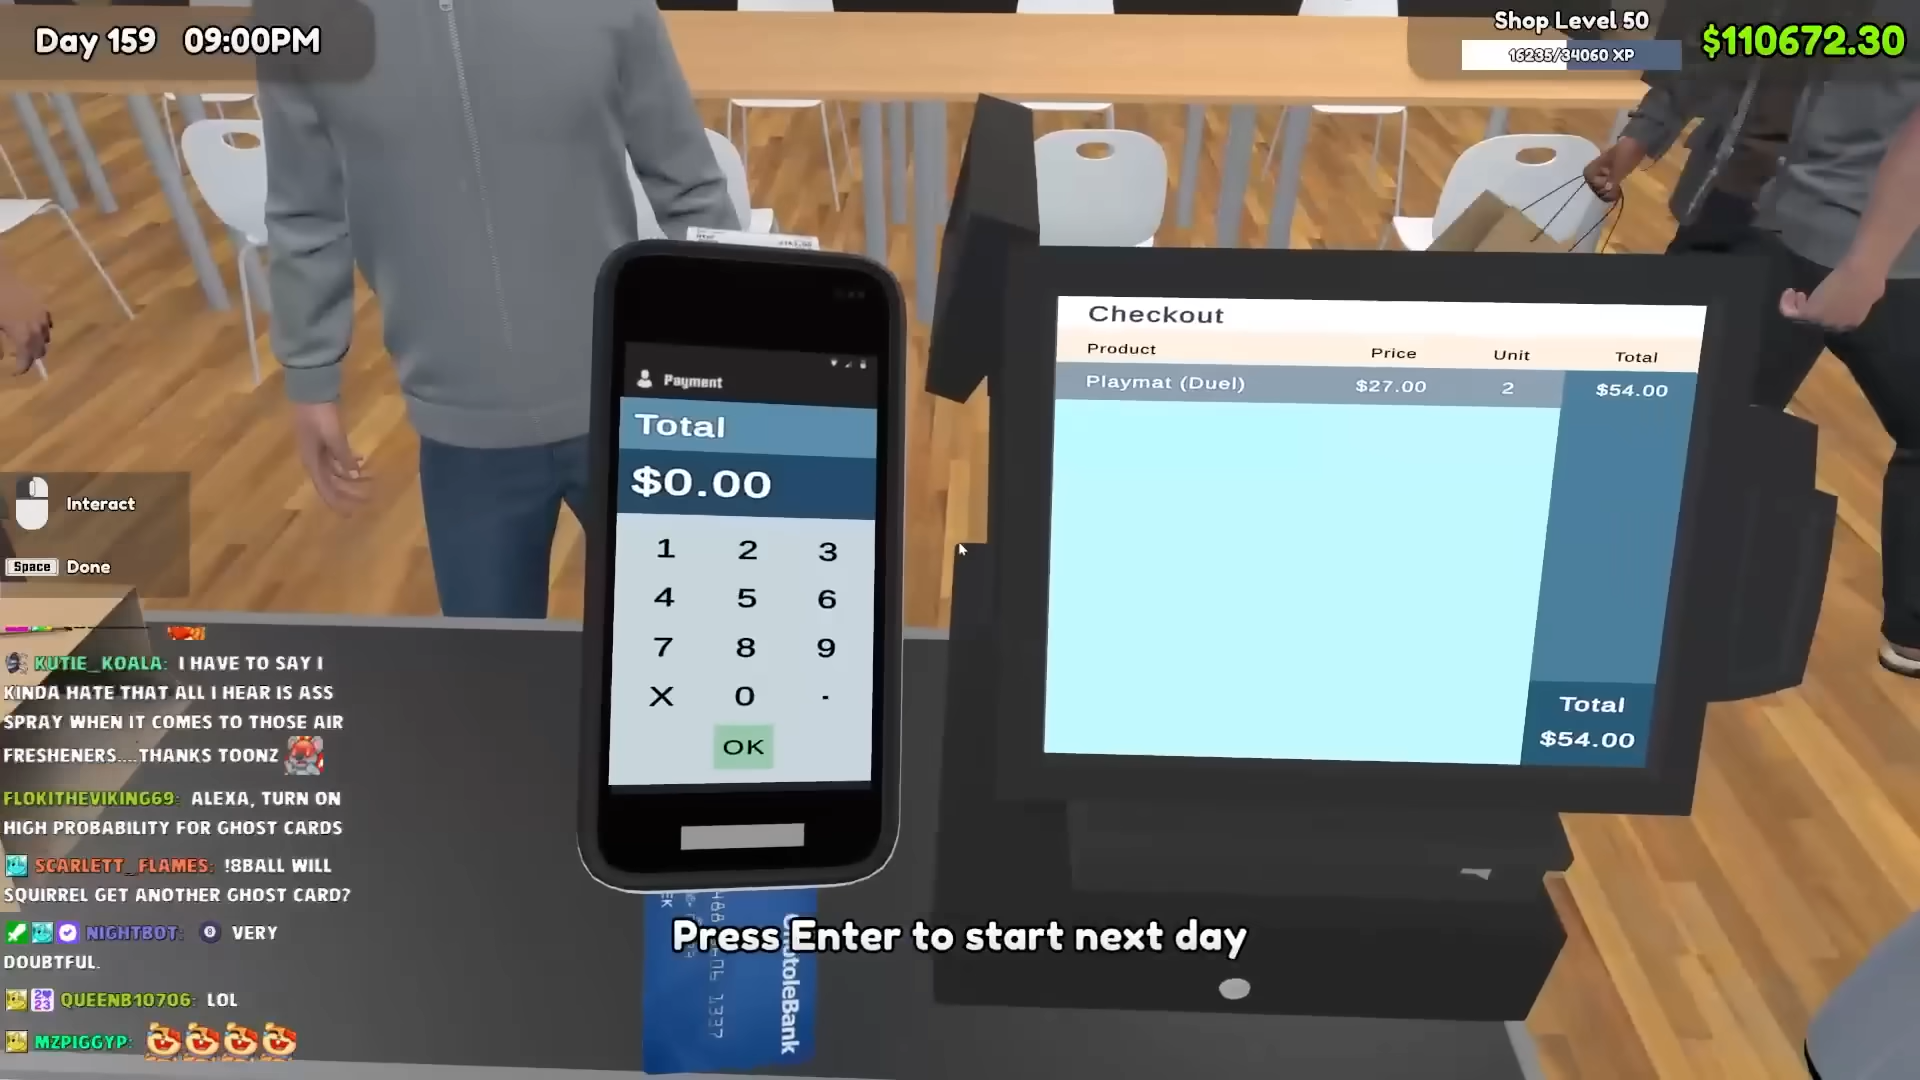 Day 159 09:00PM
Shop Level 50
16235/34060 XP
$110672.30
Checkout
Product Price Unit Total
Playmat (Duel) $27.00 2 $54.00
Total
$54.00
Payment
Total
$0.00
1 2 3
4 5 6
7 8 9
X 0 .
OK
Interact
Space Done
KUTIE_KOALA: I HAVE TO SAY I
KINDA HATE THAT ALL I HEAR IS ASS
SPRAY WHEN IT COMES TO THOSE AIR
FRESHENERS....THANKS TOONZ
FLOKITHEVIKING69: ALEXA, TURN ON
HIGH PROBABILITY FOR GHOST CARDS
SCARLETT_FLAMES: !8BALL WILL
SQUIRREL GET ANOTHER GHOST CARD?
NIGHTBOT: 8 VERY
DOUBTFUL.
QUEENB10706: LOL
MZPIGGYP:
Press Enter to start next day
1337